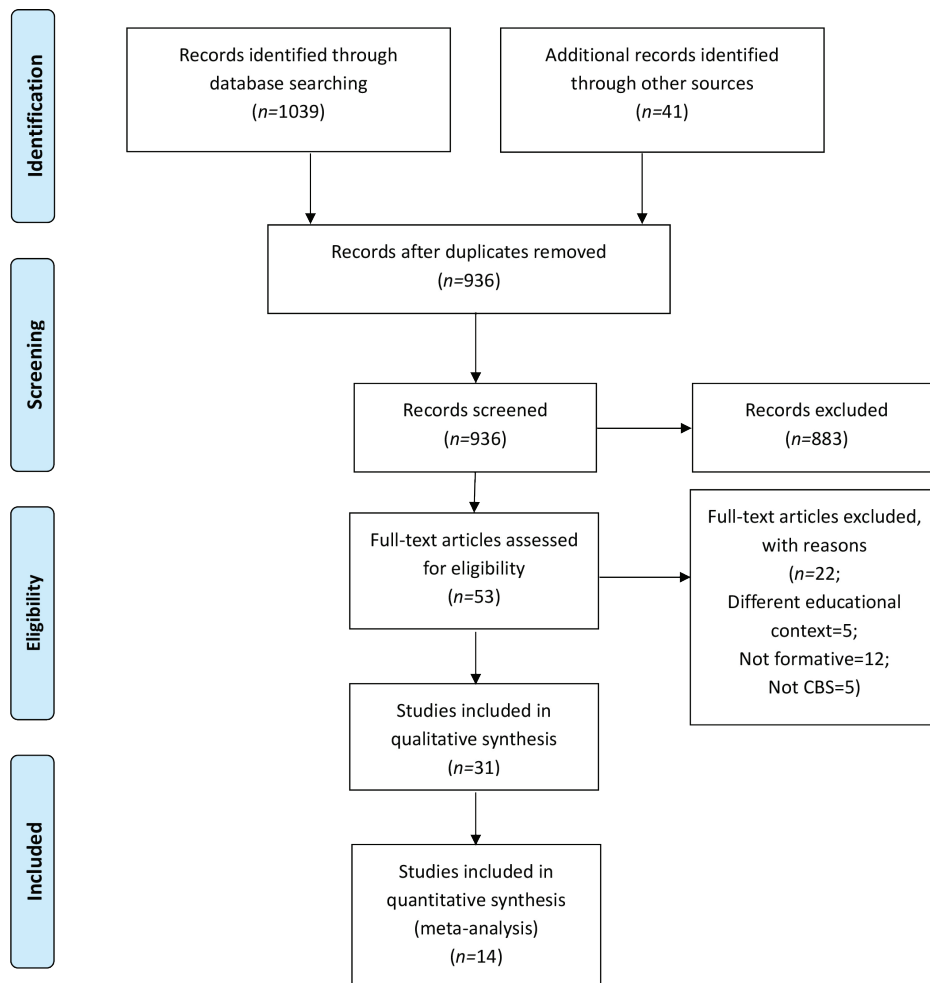 Identification
Records identified through
database searching
(n=1039)
Additional records identified
through other sources
(n=41)
Records after duplicates removed
(n=936)
Screening
Records screened
(n=936)
Records excluded
(n=883)
Eligibility
Full-text articles assessed
for eligibility
(n=53)
Full-text articles excluded,
with reasons
(n=22;
Different educational
context=5;
Not formative=12;
Not CBS=5)
Studies included in
qualitative synthesis
(n=31)
Included
Studies included in
quantitative synthesis
(meta-analysis)
(n=14)